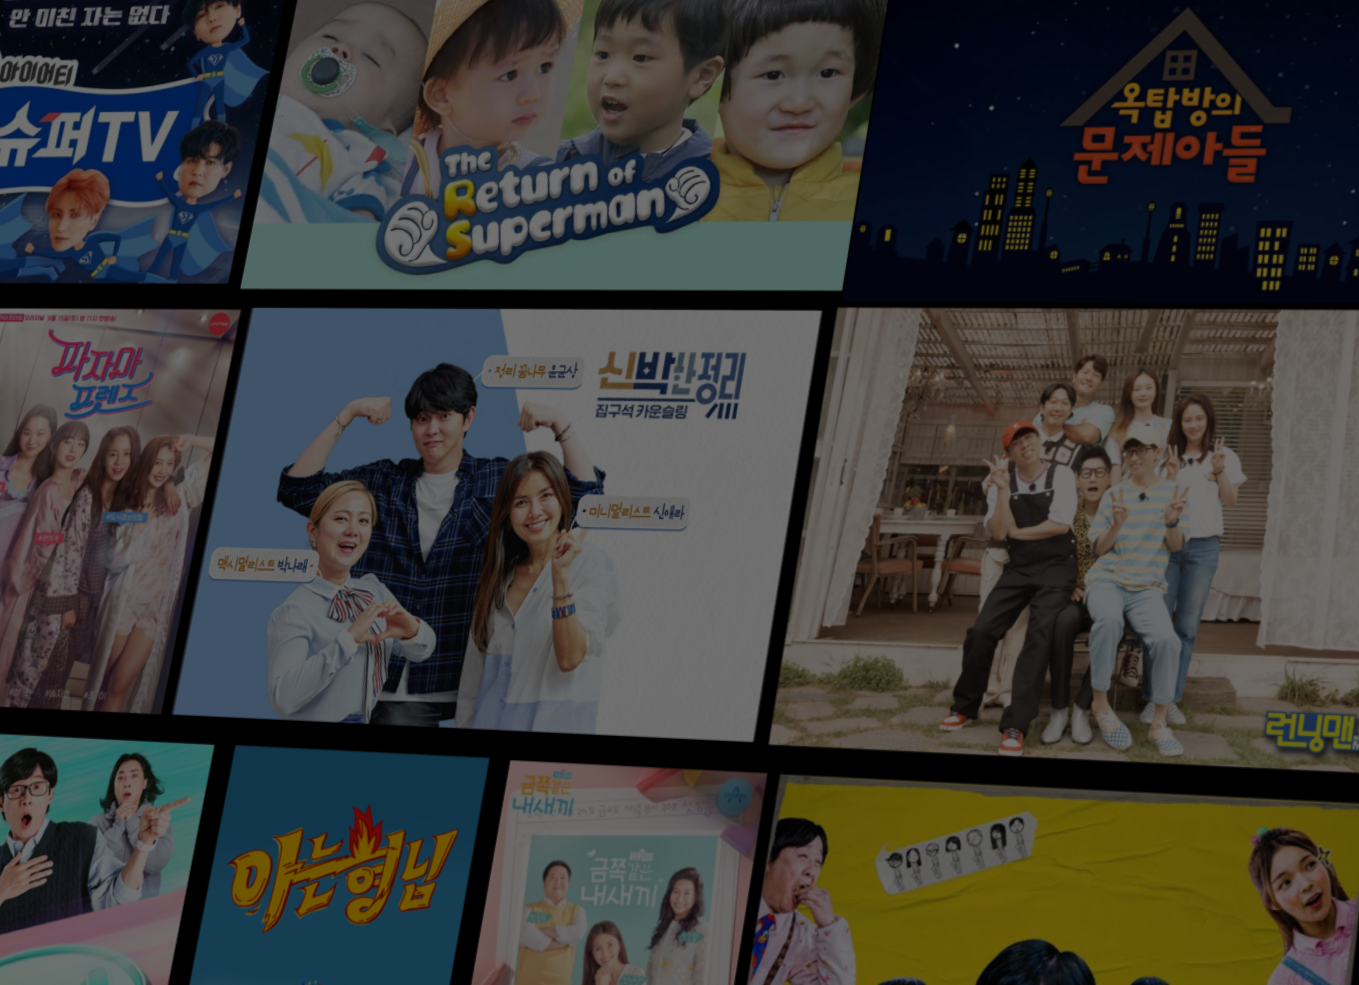 안 미친 자는 없다
아이어티
슈퍼TV
The
Return of
Superman
옥탑방의
문제아들
파자마
프렌즈
·정리 꿈나무 윤균상
신박한정리
집구석 카운슬링
·미니멀리스트 신애라
맥시멀리스트 박나래·
런닝맨
아는형님
금쪽같은
내새끼
금쪽같은
내새끼